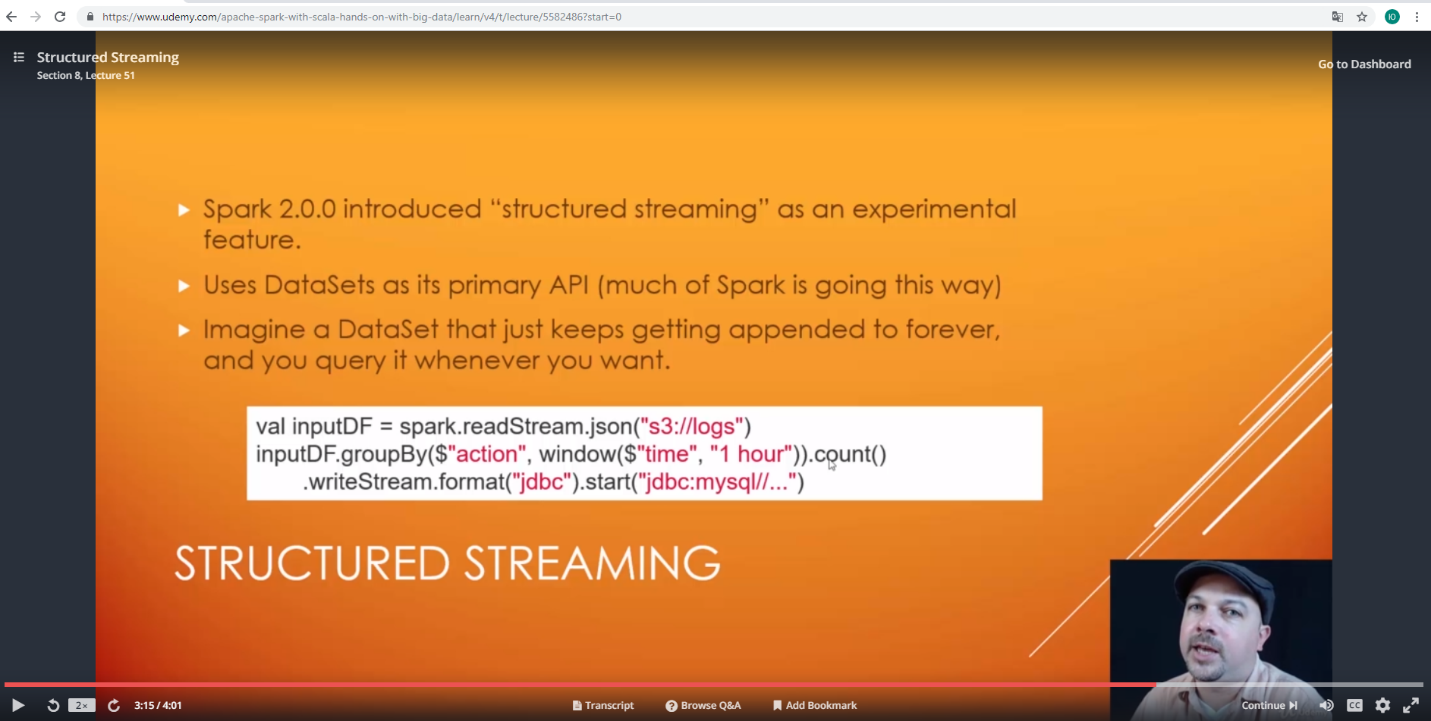 https://www.udemy.com/apache-spark-with-scala-hands-on-with-big-data/learn/v4/t/lecture/5582486?start=0
Ю
Structured Streaming
Section 8, Lecture 51
Go to Dashboard
Spark 2.0.0 introduced “structured streaming” as an experimental
feature.
Uses DataSets as its primary API (much of Spark is going this way)
Imagine a DataSet that just keeps getting appended to forever,
and you query it whenever you want.
val inputDF = spark.readStream.json("s3://logs")
inputDF.groupBy($"action", window($"time", "1 hour")).count()
.writeStream.format("jdbc").start("jdbc:mysql//...")
STRUCTURED STREAMING
2×
3:15 / 4:01
Transcript
Browse Q&A
Add Bookmark
Continue
CC